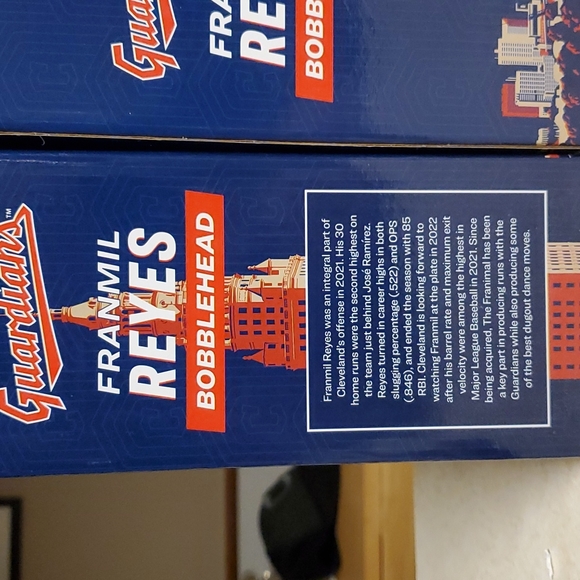 Guardians™
FRANMIL
REYES
BOBBLEHEAD
Franmil Reyes was an integral part of
Cleveland's offense in 2021. His 30
home runs were the second highest on
the team just behind José Ramírez.
Reyes turned in career highs in both
slugging percentage (.522) and OPS
(.846), and ended the season with 85
RBI. Cleveland is looking forward to
watching Franmil at the plate in 2022
after his barrel rate and maximum exit
velocity were among the highest in
Major League Baseball in 2021. Since
being acquired, The Franimal has been
a key part in producing runs with the
Guardians while also producing some
of the best dugout dance moves.
Gua
FRA
RE
BOBB